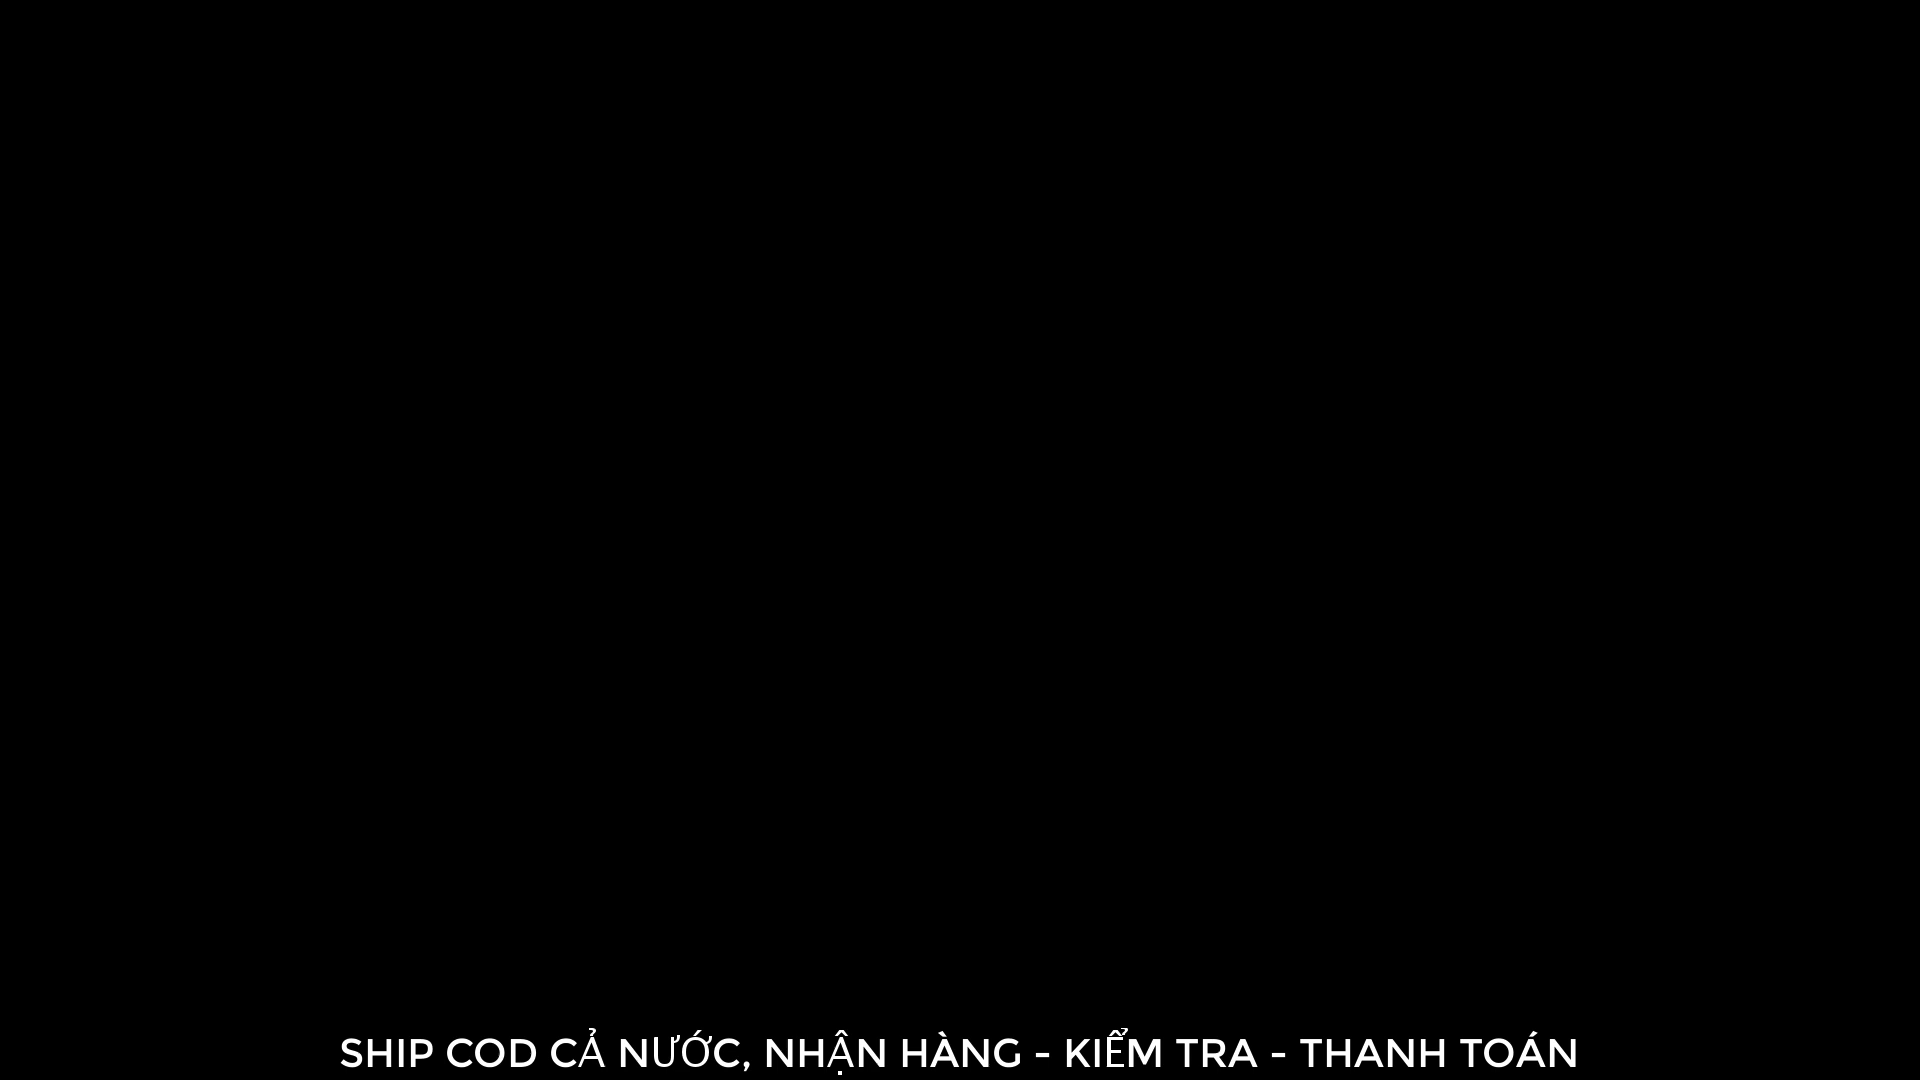 SHIP COD CẢ NƯỚC, NHẬN HÀNG - KIỂM TRA - THANH TOÁN